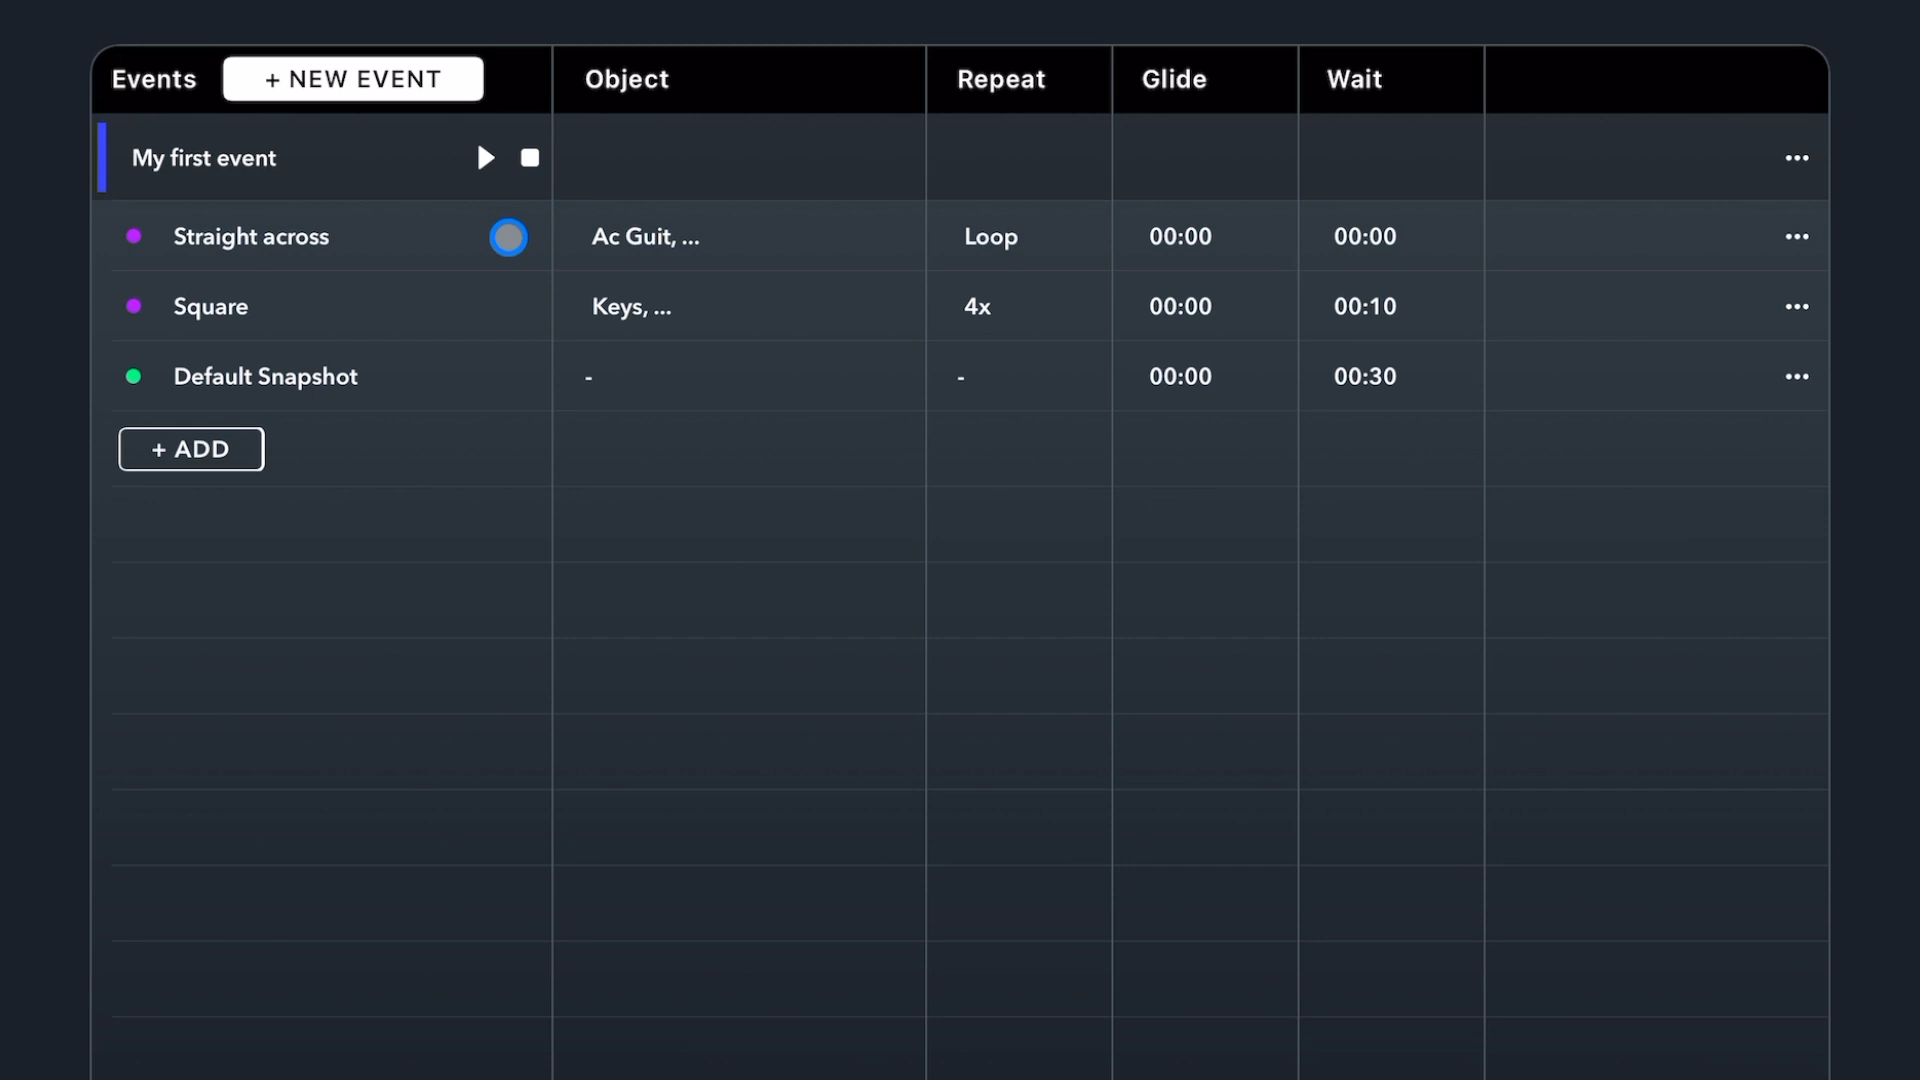 Events + NEW EVENT Object Repeat Glide Wait
My first event
Straight across Ac Guit, ... Loop 00:00 00:00
Square Keys, ... 4x 00:00 00:10
Default Snapshot - - 00:00 00:30
+ ADD